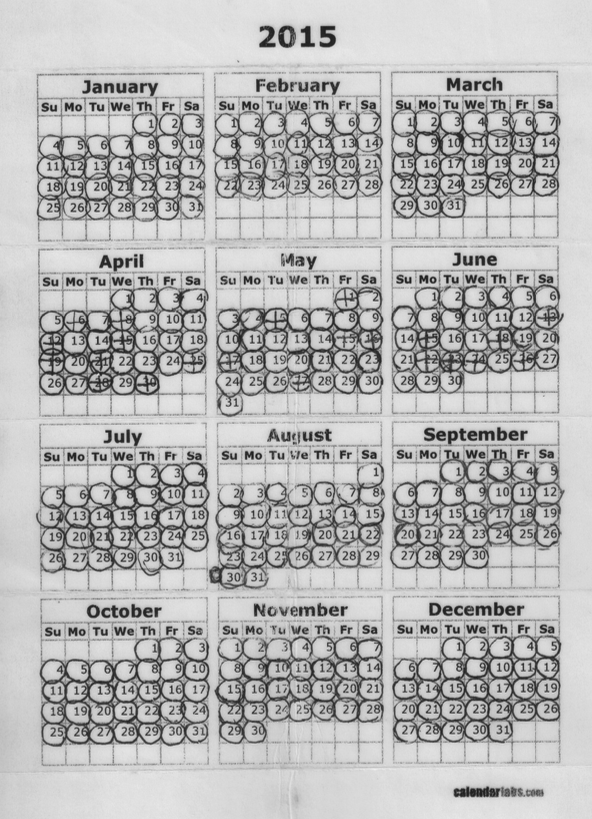 2015
January February March
Su Mo Tu We Th Fr Sa Su Mo Tu We Th Fr Sa Su Mo Tu We Th Fr Sa
1 2 3 1 2 3 4 5 6 7 1 2 3 4 5 6 7
4 5 6 7 8 9 10 8 9 10 11 12 13 14 8 9 10 11 12 13 14
11 12 13 14 15 16 17 15 16 17 18 19 20 21 15 16 17 18 19 20 21
18 19 20 21 22 23 24 22 23 24 25 26 27 28 22 23 24 25 26 27 28
25 26 27 28 29 30 31 29 30 31
April May June
Su Mo Tu We Th Fr Sa Su Mo Tu We Th Fr Sa Su Mo Tu We Th Fr Sa
1 2 3 4 1 2 1 2 3 4 5 6
5 6 7 8 9 10 11 3 4 5 6 7 8 9 7 8 9 10 11 12 13
12 13 14 15 16 17 18 10 11 12 13 14 15 16 14 15 16 17 18 19 20
19 20 21 22 23 24 25 17 18 19 20 21 22 23 21 22 23 24 25 26 27
26 27 28 29 30 24 25 26 27 28 29 30 28 29 30
31
July August September
Su Mo Tu We Th Fr Sa Su Mo Tu We Th Fr Sa Su Mo Tu We Th Fr Sa
1 2 3 4 1 1 2 3 4 5
5 6 7 8 9 10 11 2 3 4 5 6 7 8 6 7 8 9 10 11 12
12 13 14 15 16 17 18 9 10 11 12 13 14 15 13 14 15 16 17 18 19
19 20 21 22 23 24 25 16 17 18 19 20 21 22 20 21 22 23 24 25 26
26 27 28 29 30 31 23 24 25 26 27 28 29 27 28 29 30
30 31
October November December
Su Mo Tu We Th Fr Sa Su Mo Tu We Th Fr Sa Su Mo Tu We Th Fr Sa
1 2 3 1 2 3 4 5 6 7 1 2 3 4 5
4 5 6 7 8 9 10 8 9 10 11 12 13 14 6 7 8 9 10 11 12
11 12 13 14 15 16 17 15 16 17 18 19 20 21 13 14 15 16 17 18 19
18 19 20 21 22 23 24 22 23 24 25 26 27 28 20 21 22 23 24 25 26
25 26 27 28 29 30 31 29 30 27 28 29 30 31
calendarlabs.com